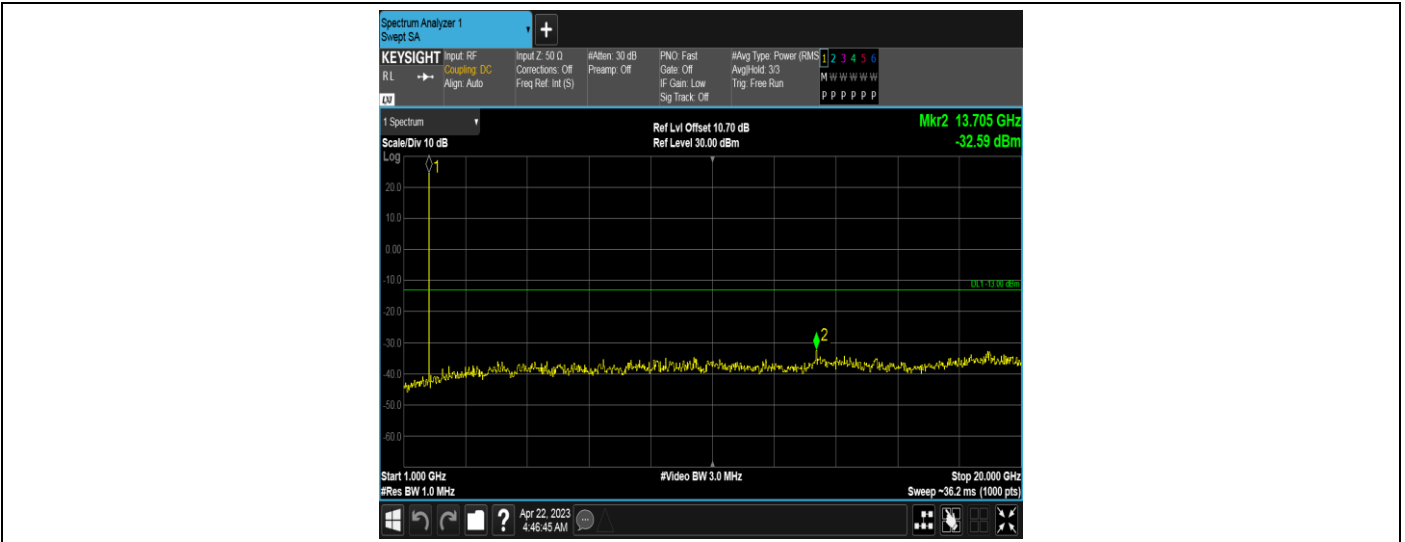 Spectrum Analyzer 1
Swept SA
KEYSIGHT
RL
Input: RF
Coupling: DC
Align: Auto
Input Z: 50 Ω
Corrections: Off
Freq Ref: Int (S)
#Atten: 30 dB
Preamp: Off
PNO: Fast
Gate: Off
IF Gain: Low
Sig Track: Off
#Avg Type: Power (RMS
Avg|Hold: 3/3
Trig: Free Run
1 2 3 4 5 6
M W W W W W
P P P P P P
1 Spectrum
Scale/Div 10 dB
Ref Lvl Offset 10.70 dB
Ref Level 30.00 dBm
Mkr2 13.705 GHz
-32.59 dBm
Log
1
20.0
10.0
0.00
-10.0
DL1 -13.00 dBm
-20.0
2
-30.0
-40.0
-50.0
-60.0
Start 1.000 GHz
#Video BW 3.0 MHz
Stop 20.000 GHz
#Res BW 1.0 MHz
Sweep ~36.2 ms (1000 pts)
?
Apr 22, 2023
4:46:45 AM